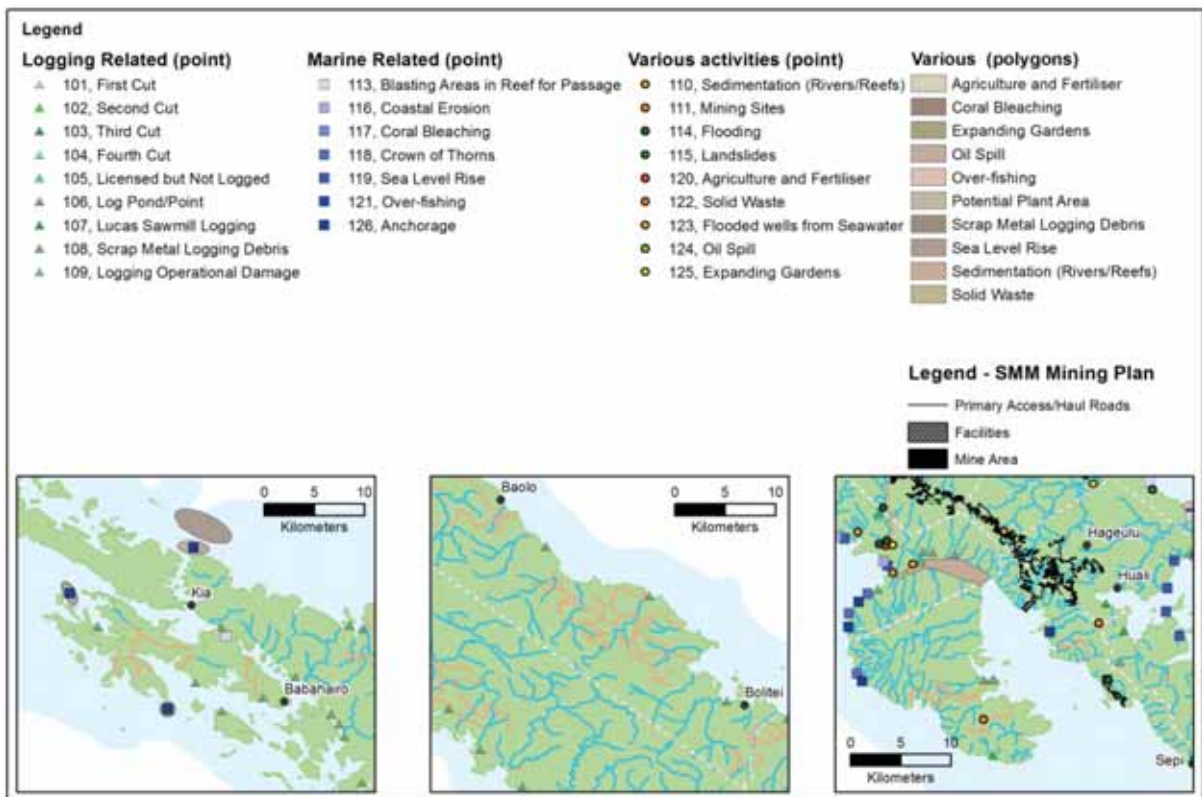 Legend
Logging Related (point)
101, First Cut
102, Second Cut
103, Third Cut
104, Fourth Cut
105, Licensed but Not Logged
106, Log Pond/Point
107, Lucas Sawmill Logging
108, Scrap Metal Logging Debris
109, Logging Operational Damage
Marine Related (point)
113, Blasting Areas in Reef for Passage
116, Coastal Erosion
117, Coral Bleaching
118, Crown of Thorns
119, Sea Level Rise
121, Over-fishing
126, Anchorage
Various activities (point)
110, Sedimentation (Rivers/Reefs)
111, Mining Sites
114, Flooding
115, Landslides
120, Agriculture and Fertiliser
122, Solid Waste
123, Flooded wells from Seawater
124, Oil Spill
125, Expanding Gardens
Various (polygons)
Agriculture and Fertiliser
Coral Bleaching
Expanding Gardens
Oil Spill
Over-fishing
Potential Plant Area
Scrap Metal Logging Debris
Sea Level Rise
Sedimentation (Rivers/Reefs)
Solid Waste
Legend - SMM Mining Plan
Primary Access/Haul Roads
Facilities
Mine Area
0 5 10
Kilometers
Kia
Babahairo
Baolo
0 5 10
Kilometers
Bolitei
Hageulu
Huali
0 5 10
Kilometers
Sepi